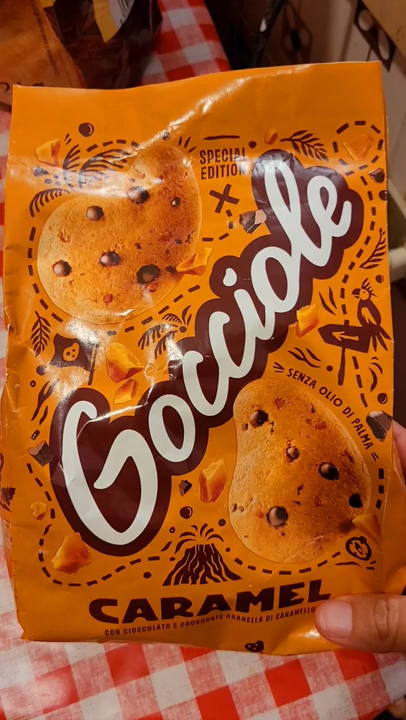 SPECIAL
EDITION
Gocciole
SENZA OLIO DI PALMA
CARAMEL
CON CIOCCOLATO E CROCCANTE GRANELLA DI CARAMELLO